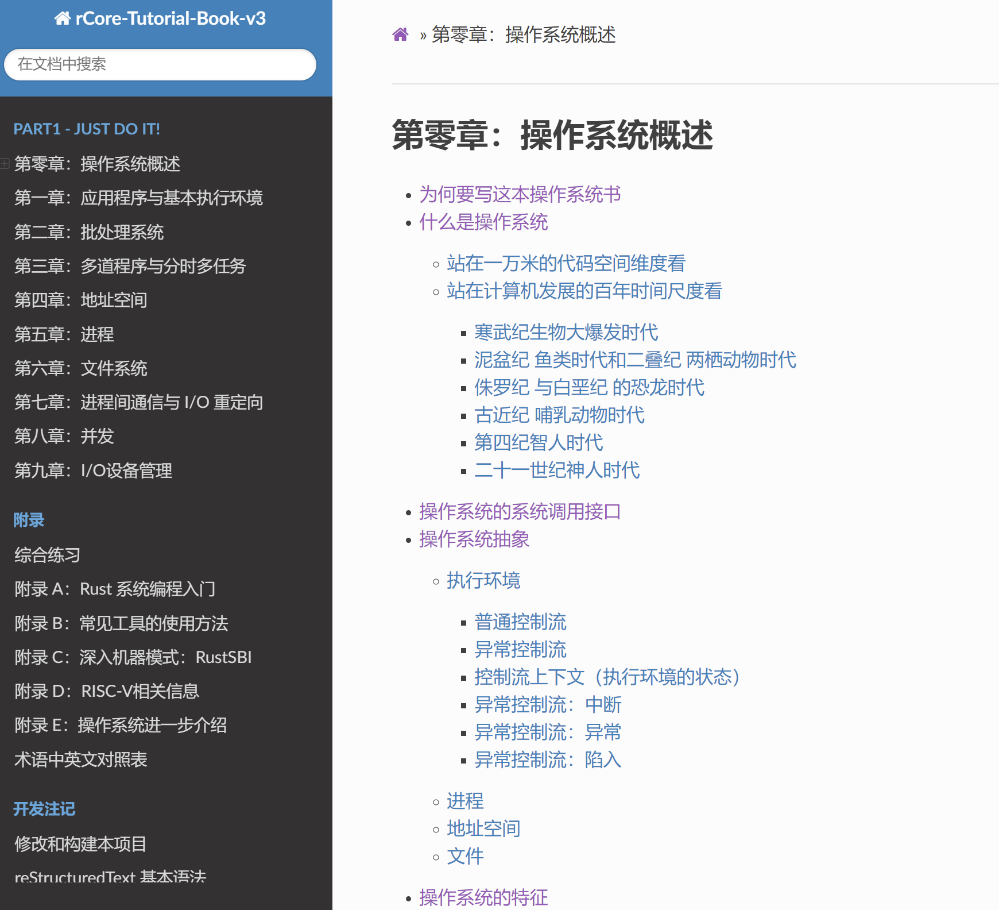 rCore-Tutorial-Book-v3
在文档中搜索
PART1 - JUST DO IT!
第零章：操作系统概述
第一章：应用程序与基本执行环境
第二章：批处理系统
第三章：多道程序与分时多任务
第四章：地址空间
第五章：进程
第六章：文件系统
第七章：进程间通信与 I/O 重定向
第八章：并发
第九章：I/O设备管理
附录
综合练习
附录 A：Rust 系统编程入门
附录 B：常见工具的使用方法
附录 C：深入机器模式：RustSBI
附录 D：RISC-V相关信息
附录 E：操作系统进一步介绍
术语中英文对照表
开发注记
修改和构建本项目
reStructuredText 基本语法
» 第零章：操作系统概述
第零章：操作系统概述
为何要写这本操作系统书
什么是操作系统
站在一万米的代码空间维度看
站在计算机发展的百年时间尺度看
寒武纪生物大爆发时代
泥盆纪 鱼类时代和二叠纪 两栖动物时代
侏罗纪 与白垩纪 的恐龙时代
古近纪 哺乳动物时代
第四纪智人时代
二十一世纪神人时代
操作系统的系统调用接口
操作系统抽象
执行环境
普通控制流
异常控制流
控制流上下文（执行环境的状态）
异常控制流：中断
异常控制流：异常
异常控制流：陷入
进程
地址空间
文件
操作系统的特征